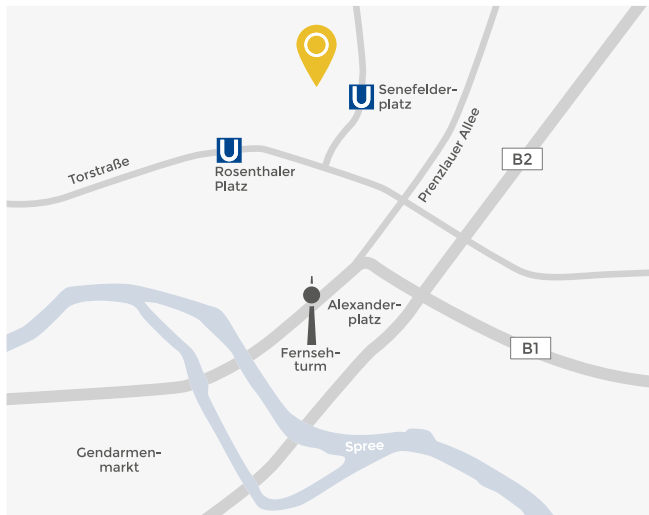 U
Senefelder-
platz
U
Rosenthaler
Platz
Torstraße
Prenzlauer Allee
B2
Alexander-
platz
Fernseh-
turm
B1
Gendarmen-
markt
Spree